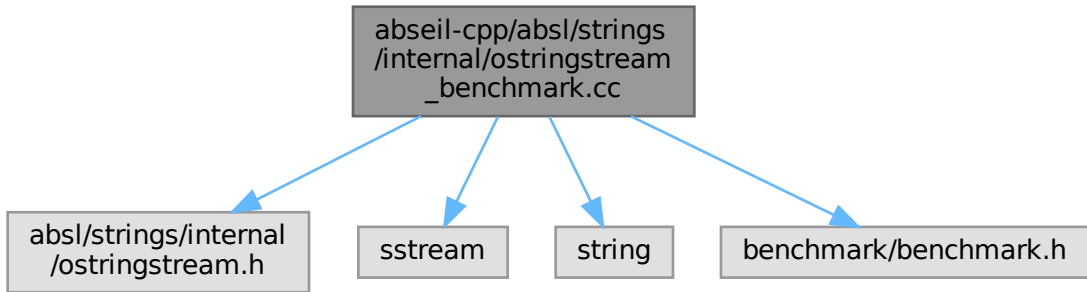 abseil-cpp/absl/strings
/internal/ostringstream
_benchmark.cc
absl/strings/internal
/ostringstream.h
sstream
string
benchmark/benchmark.h